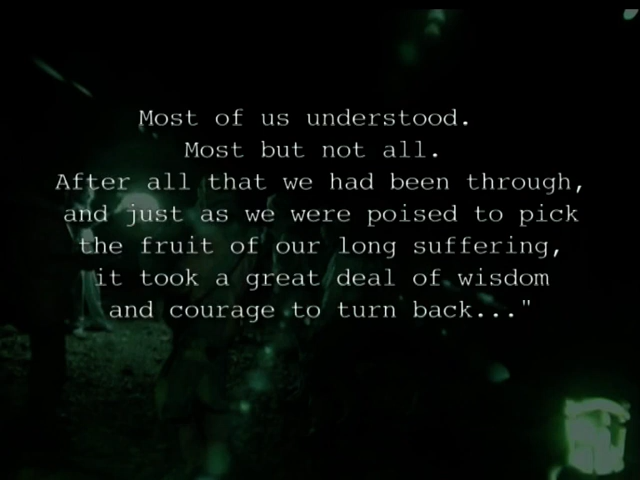 Most of us understood.
Most but not all.
After all that we had been through,
and just as we were poised to pick
the fruit of our long suffering,
it took a great deal of wisdom
and courage to turn back..."